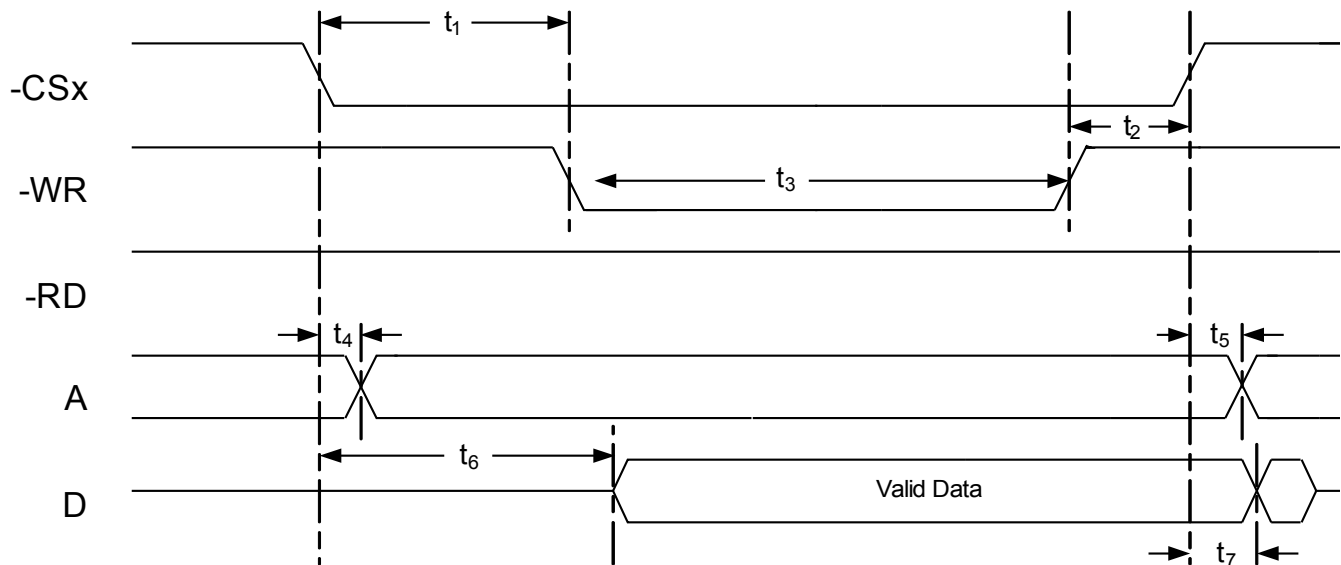 t1
-CSx
t2
-WR
t3
-RD
t4
t5
A
t6
D
Valid Data
t7